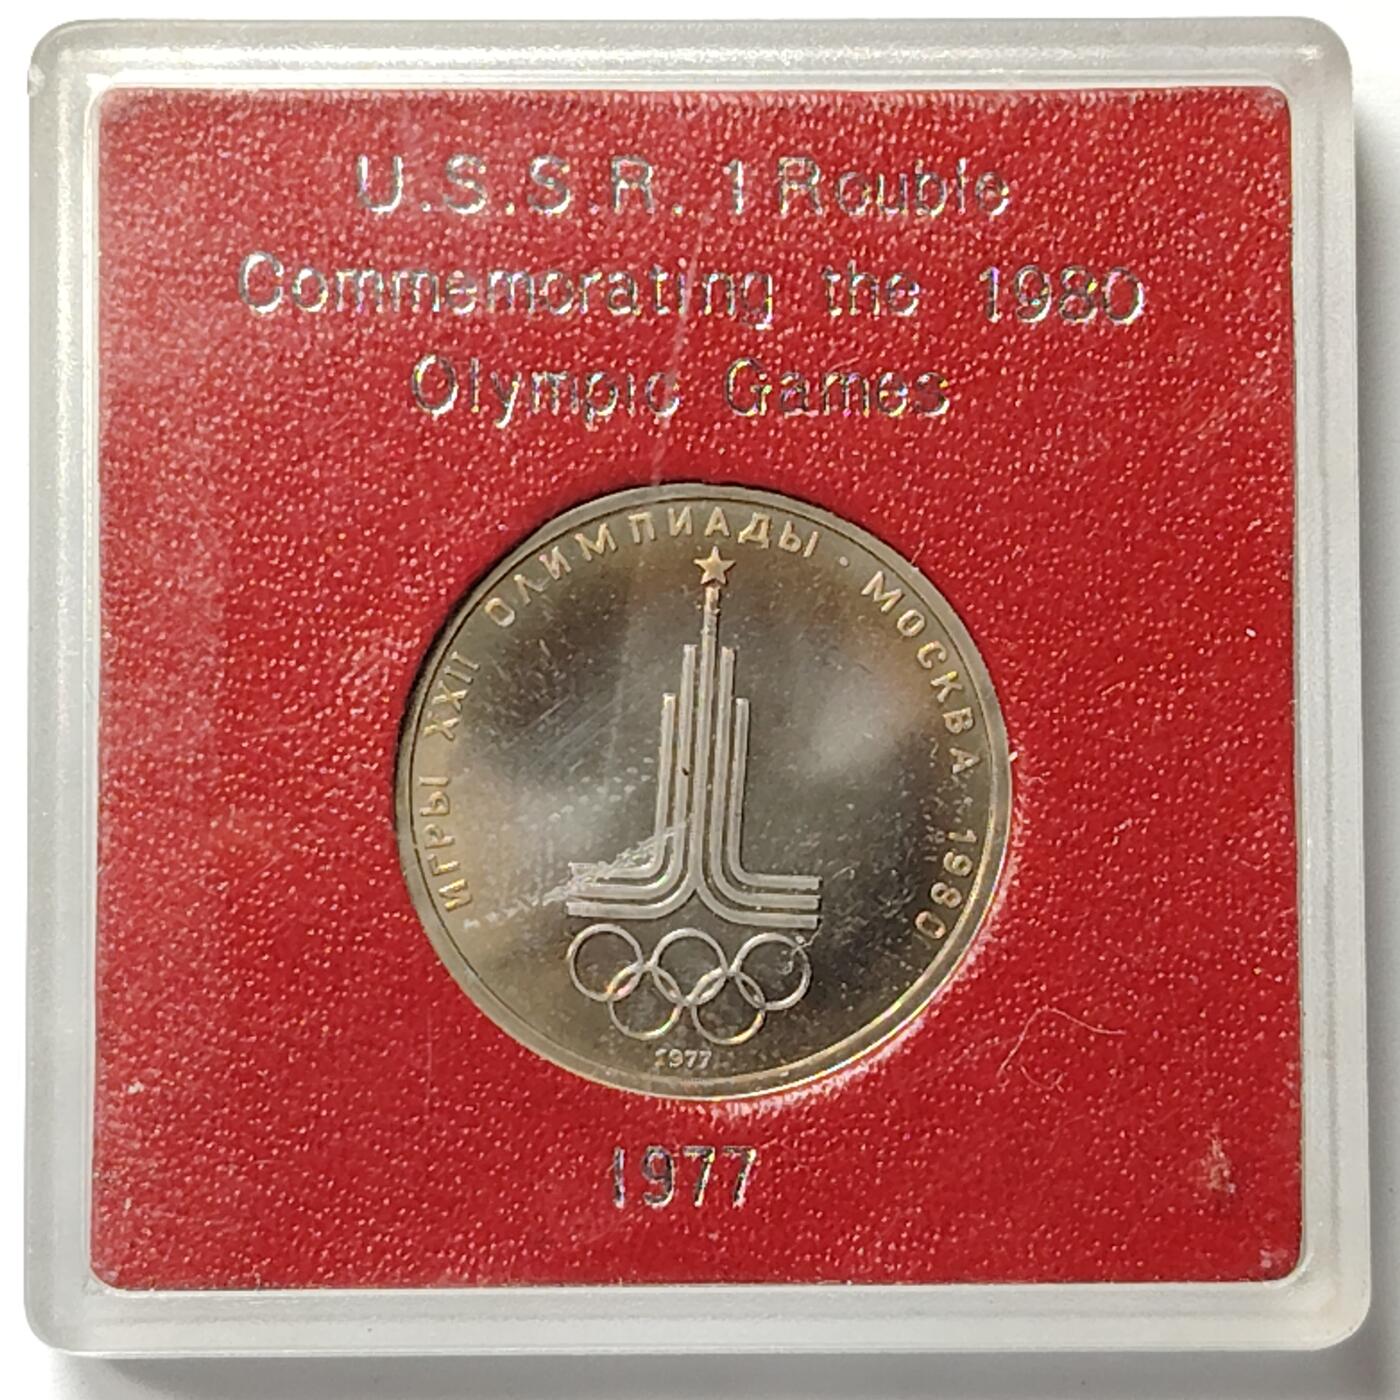 U.S.S.R. 1 Rouble
Commemorating the 1980
Olympic Games
ИГРЫ XXII ОЛИМПИАДЫ · МОСКВА · 1980
1977
1977